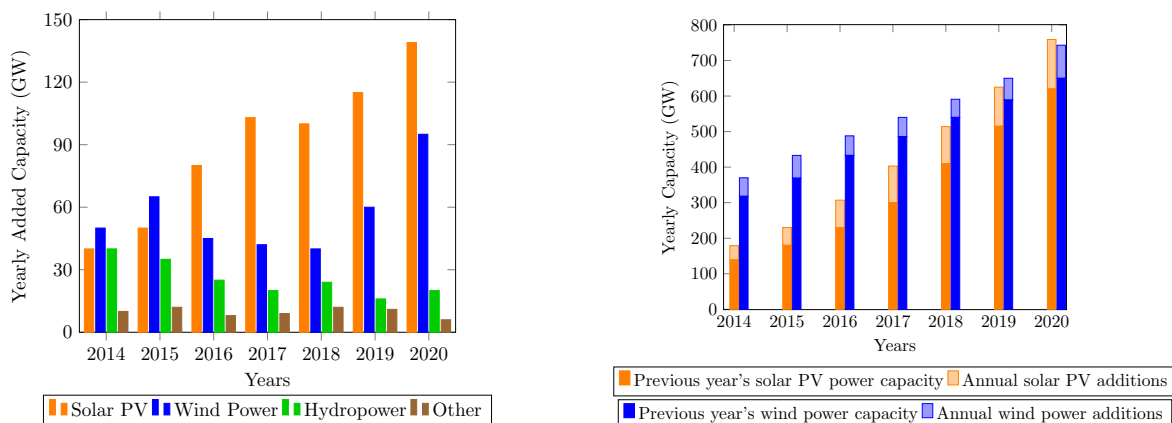 150
120
90
60
30
0
Yearly Added Capacity (GW)
2014 2015 2016 2017 2018 2019 2020
Years
Solar PV Wind Power Hydropower Other
800
700
600
500
400
300
200
100
0
Yearly Capacity (GW)
2014 2015 2016 2017 2018 2019 2020
Years
Previous year's solar PV power capacity Annual solar PV additions
Previous year's wind power capacity Annual wind power additions